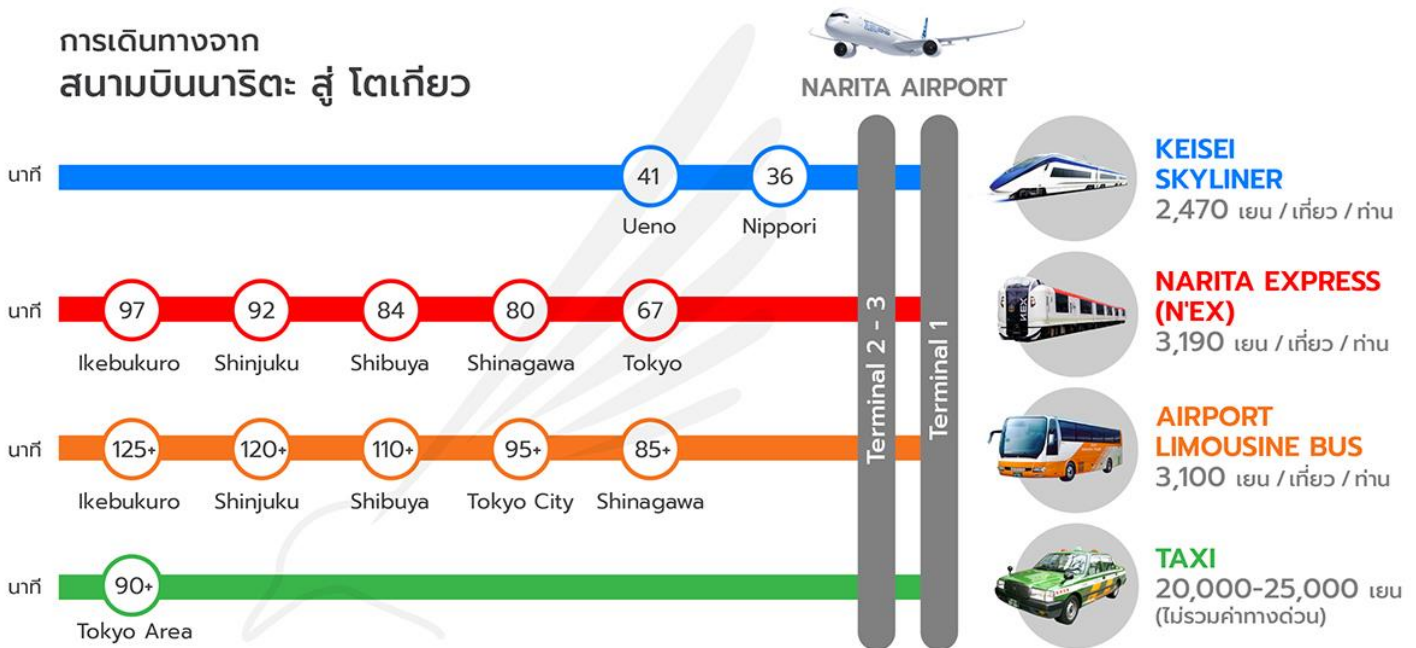 การเดินทางจาก
สนามบินนาริตะ สู่ โตเกียว
NARITA AIRPORT
Terminal 2 - 3
Terminal 1
นาที
41
36
Ueno
Nippori
KEISEI
SKYLINER
2,470 เยน / เที่ยว / ท่าน
นาที
97
92
84
80
67
Ikebukuro
Shinjuku
Shibuya
Shinagawa
Tokyo
NARITA EXPRESS
(N'EX)
3,190 เยน / เที่ยว / ท่าน
นาที
125+
120+
110+
95+
85+
Ikebukuro
Shinjuku
Shibuya
Tokyo City
Shinagawa
AIRPORT
LIMOUSINE BUS
3,100 เยน / เที่ยว / ท่าน
นาที
90+
Tokyo Area
TAXI
20,000-25,000 เยน
(ไม่รวมค่าทางด่วน)